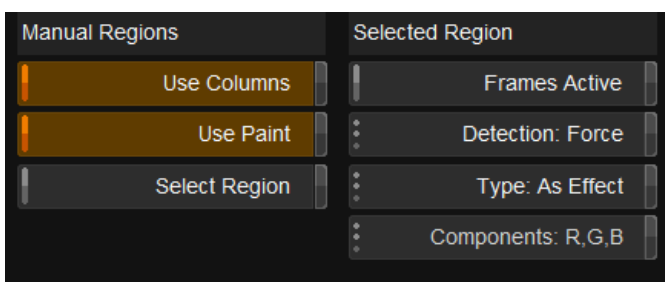 Manual Regions
Use Columns
Use Paint
Select Region
Selected Region
Frames Active
Detection: Force
Type: As Effect
Components: R,G,B